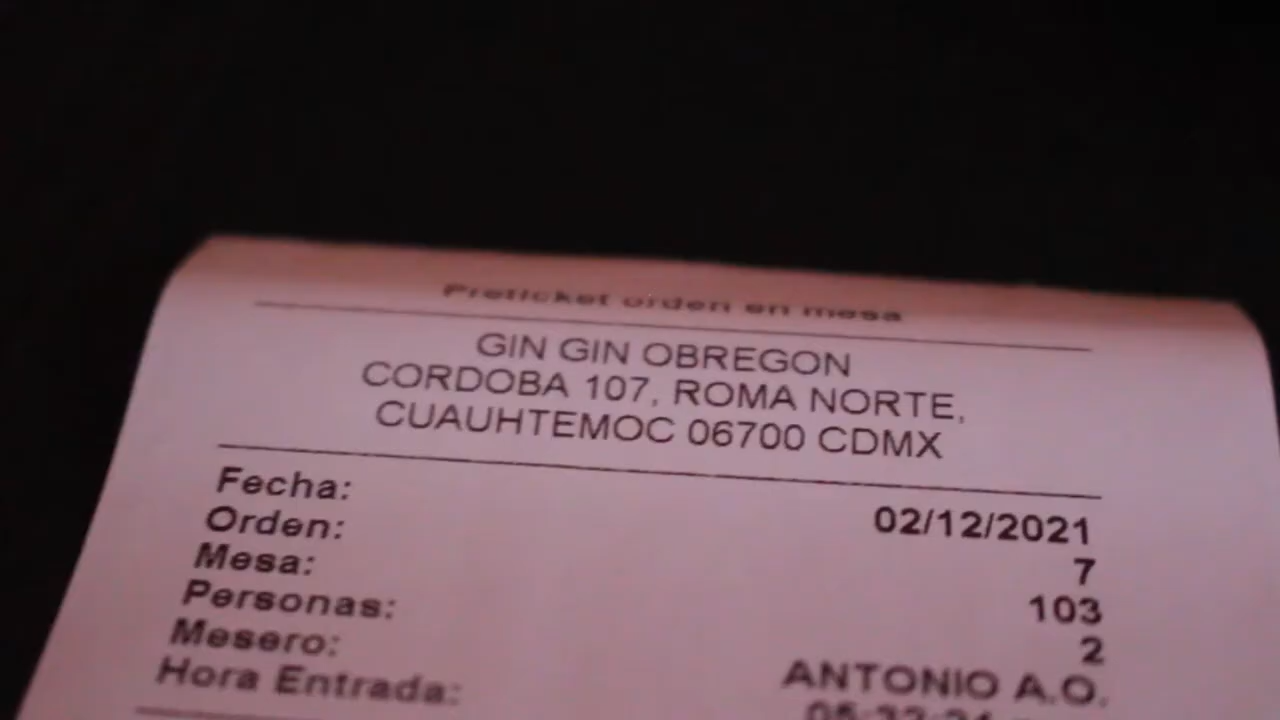 Preticket orden en mesa
GIN GIN OBREGON
CORDOBA 107, ROMA NORTE,
CUAUHTEMOC 06700 CDMX
Fecha: 02/12/2021
Orden: 7
Mesa: 103
Personas: 2
Mesero: ANTONIO A.O.
Hora Entrada: